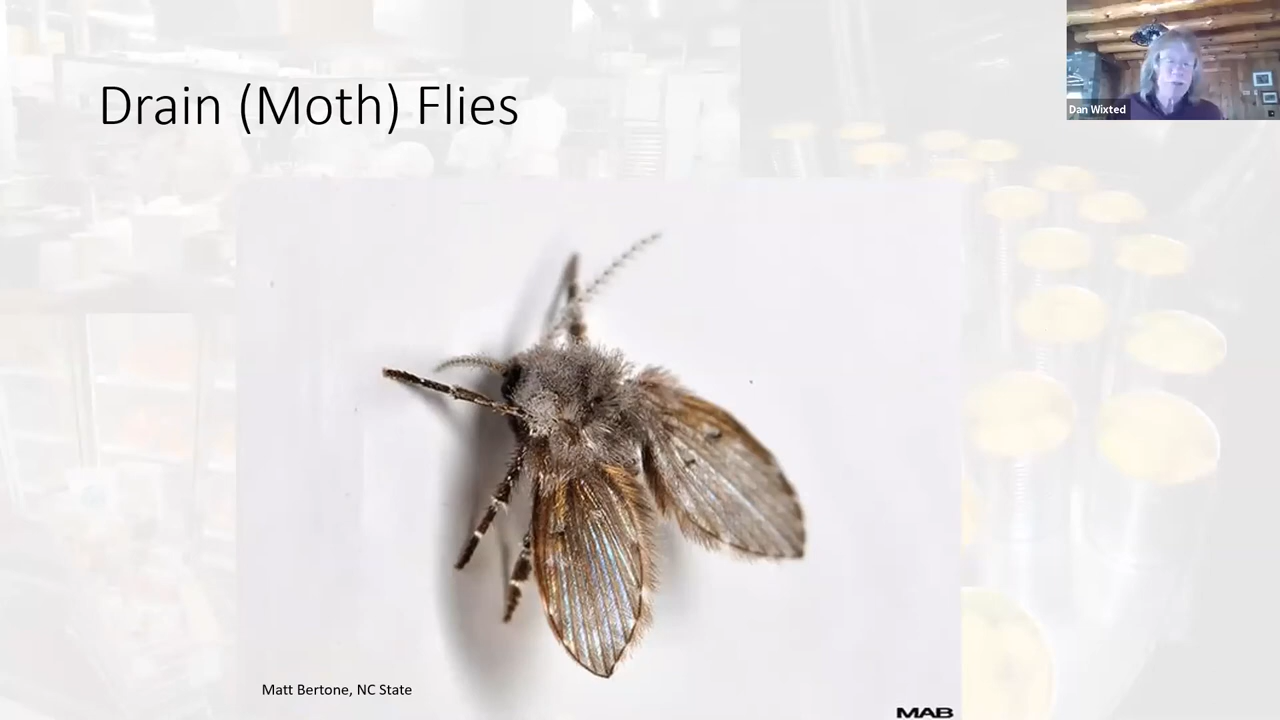 Drain (Moth) Flies
Dan Wixted
Matt Bertone, NC State
MAB